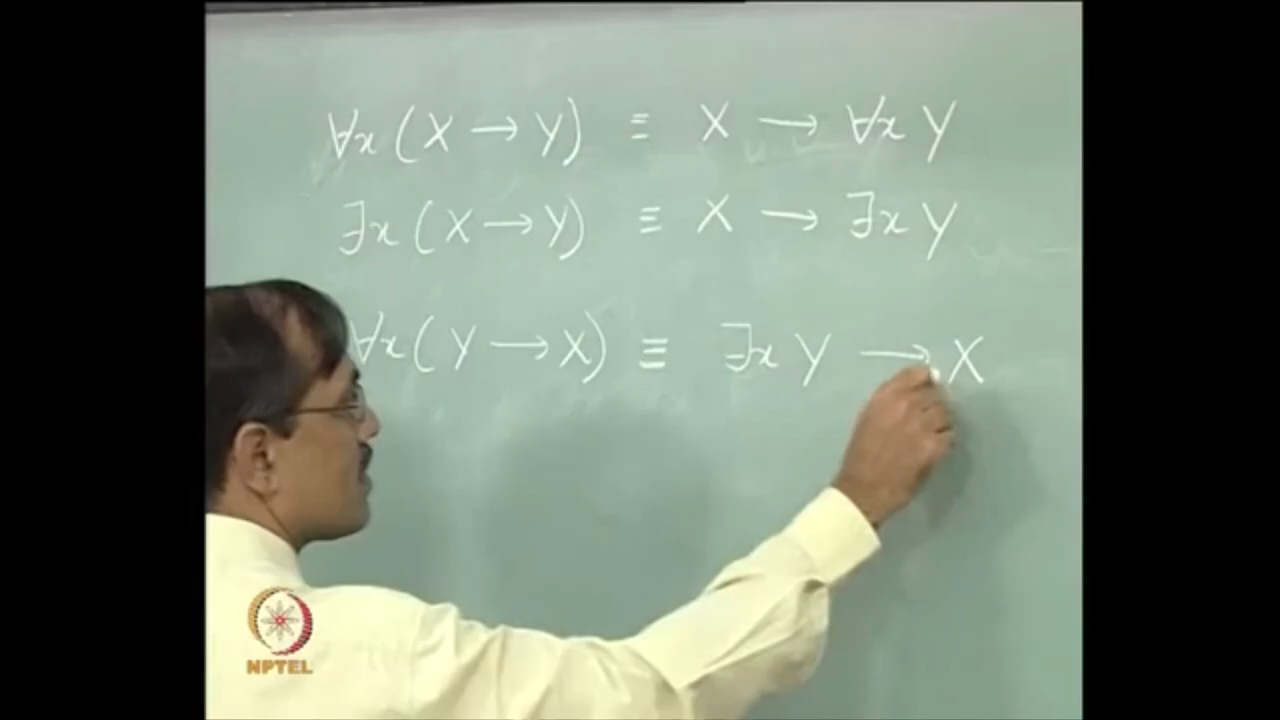 ∀x (X → Y) ≡ X → ∀x Y
∃x (X → Y) ≡ X → ∃x Y
∀x (Y → X) ≡ ∃x Y → X
NPTEL